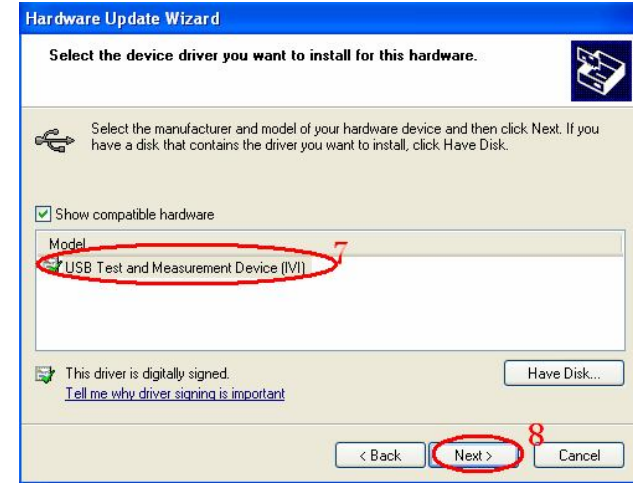 Hardware Update Wizard
Select the device driver you want to install for this hardware.
Select the manufacturer and model of your hardware device and then click Next. If you
have a disk that contains the driver you want to install, click Have Disk.
Show compatible hardware
Model
7
USB Test and Measurement Device (IVI)
This driver is digitally signed.
Have Disk...
Tell me why driver signing is important
8
< Back
Next >
Cancel